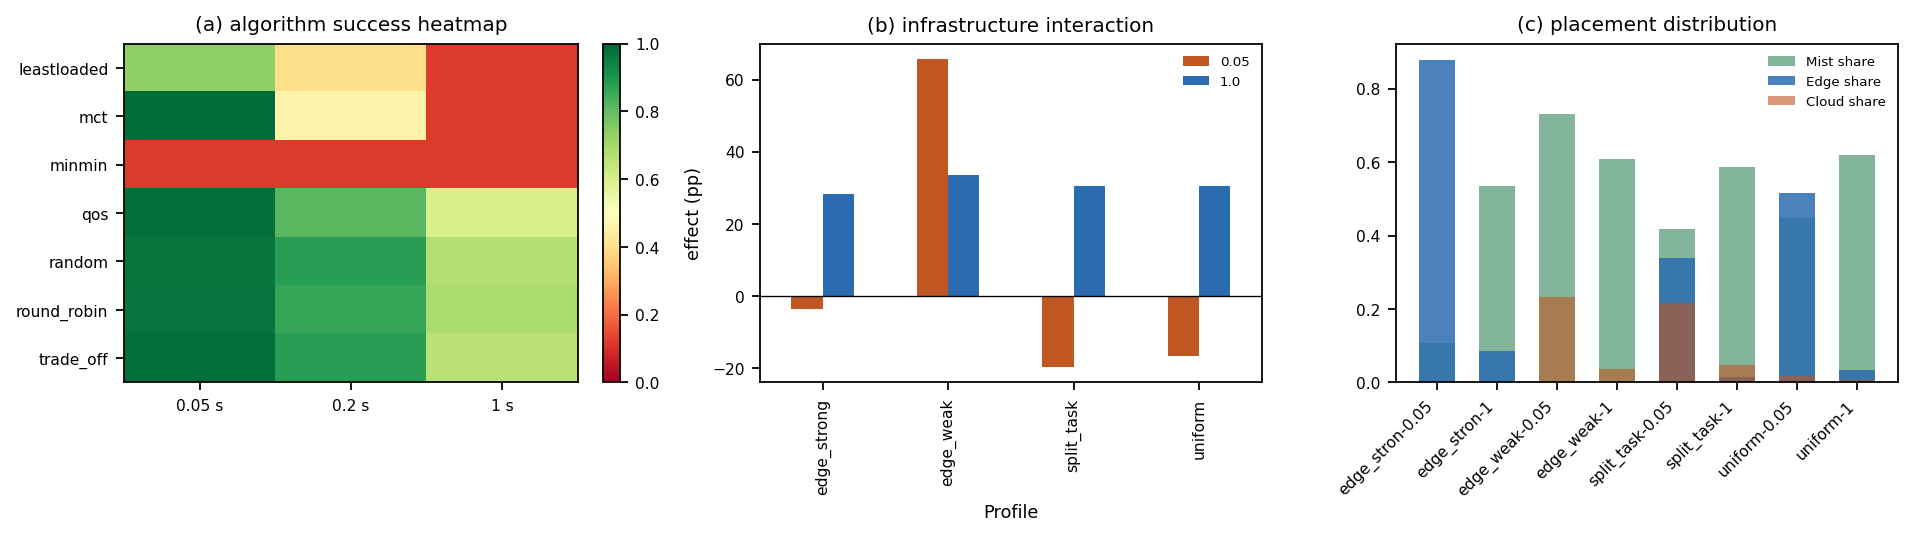 (a) algorithm success heatmap
leastloaded
mct
minmin
qos
random
round_robin
trade_off
0.05 s
0.2 s
1 s
1.0
0.8
0.6
0.4
0.2
0.0
(b) infrastructure interaction
effect (pp)
60
40
20
0
−20
0.05
1.0
edge_strong
edge_weak
split_task
uniform
Profile
(c) placement distribution
0.8
0.6
0.4
0.2
0.0
Mist share
Edge share
Cloud share
edge_stron-0.05
edge_stron-1
edge_weak-0.05
edge_weak-1
split_task-0.05
split_task-1
uniform-0.05
uniform-1